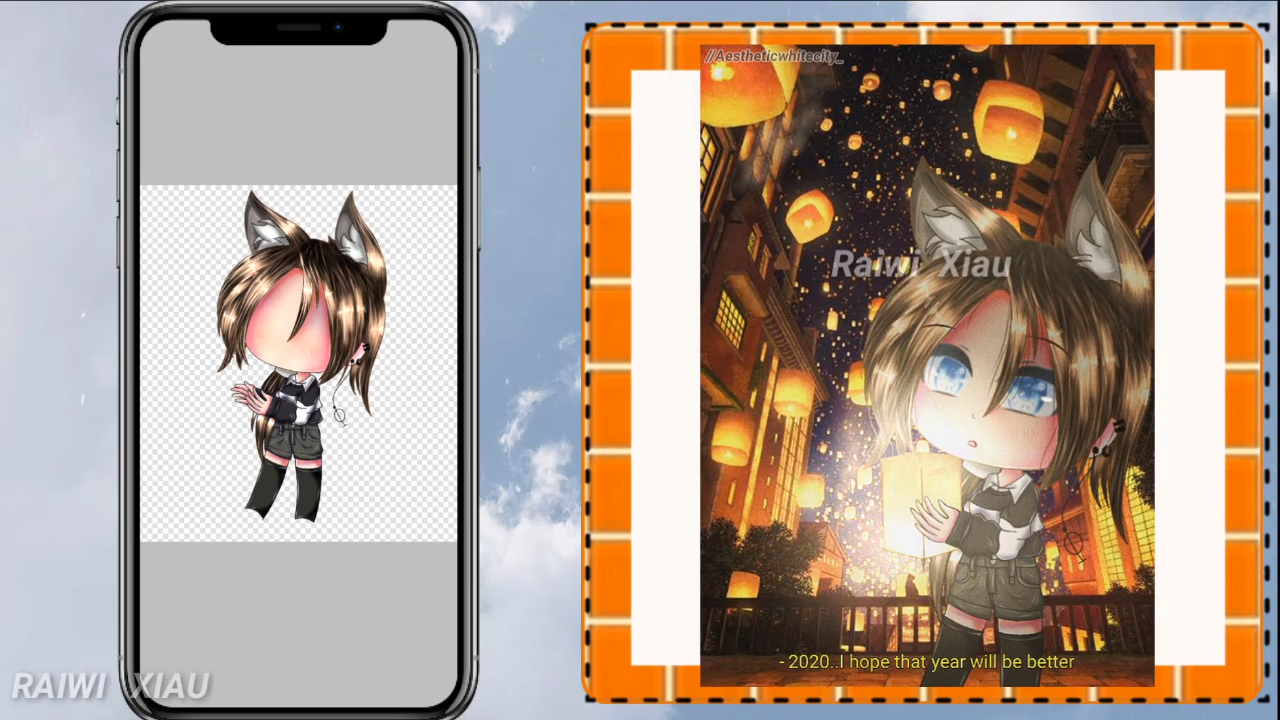 //Aestheticwhitecity_
Raiwi Xiau
- 2020..I hope that year will be better
RAIWI XIAU